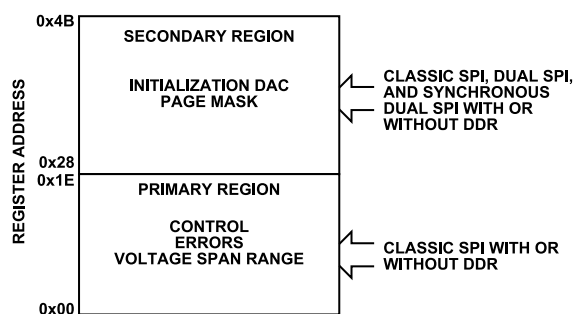 0x4B
SECONDARY REGION
INITIALIZATION DAC
PAGE MASK
CLASSIC SPI, DUAL SPI,
AND SYNCHRONOUS
DUAL SPI WITH OR
WITHOUT DDR
REGISTER ADDRESS
0x28
0x1E
PRIMARY REGION
CONTROL
ERRORS
VOLTAGE SPAN RANGE
CLASSIC SPI WITH OR
WITHOUT DDR
0x00